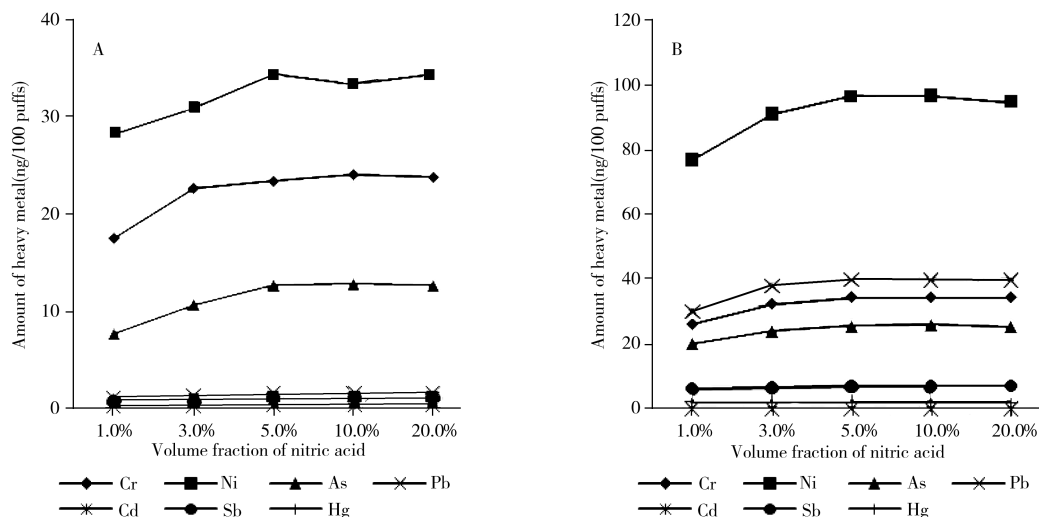 A
40
30
20
10
0
Amount of heavy metal(ng/100 puffs)
1.0% 3.0% 5.0% 10.0% 20.0%
Volume fraction of nitric acid
Cr Ni As Pb
Cd Sb Hg
B
120
100
80
60
40
20
0
Amount of heavy metal(ng/100 puffs)
1.0% 3.0% 5.0% 10.0% 20.0%
Volume fraction of nitric acid
Cr Ni As Pb
Cd Sb Hg